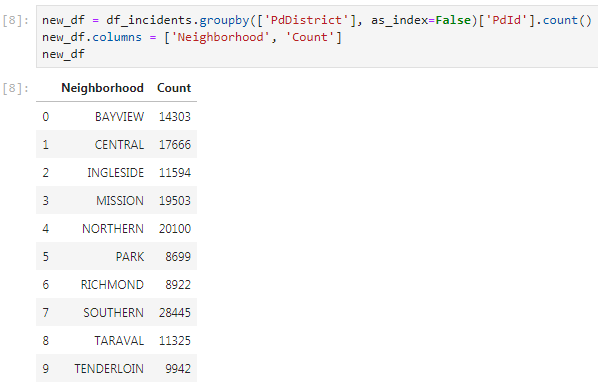 [8]: new_df = df_incidents.groupby(['PdDistrict'], as_index=False)['PdId'].count()
new_df.columns = ['Neighborhood', 'Count']
new_df
[8]: Neighborhood Count
0 BAYVIEW 14303
1 CENTRAL 17666
2 INGLESIDE 11594
3 MISSION 19503
4 NORTHERN 20100
5 PARK 8699
6 RICHMOND 8922
7 SOUTHERN 28445
8 TARAVAL 11325
9 TENDERLOIN 9942